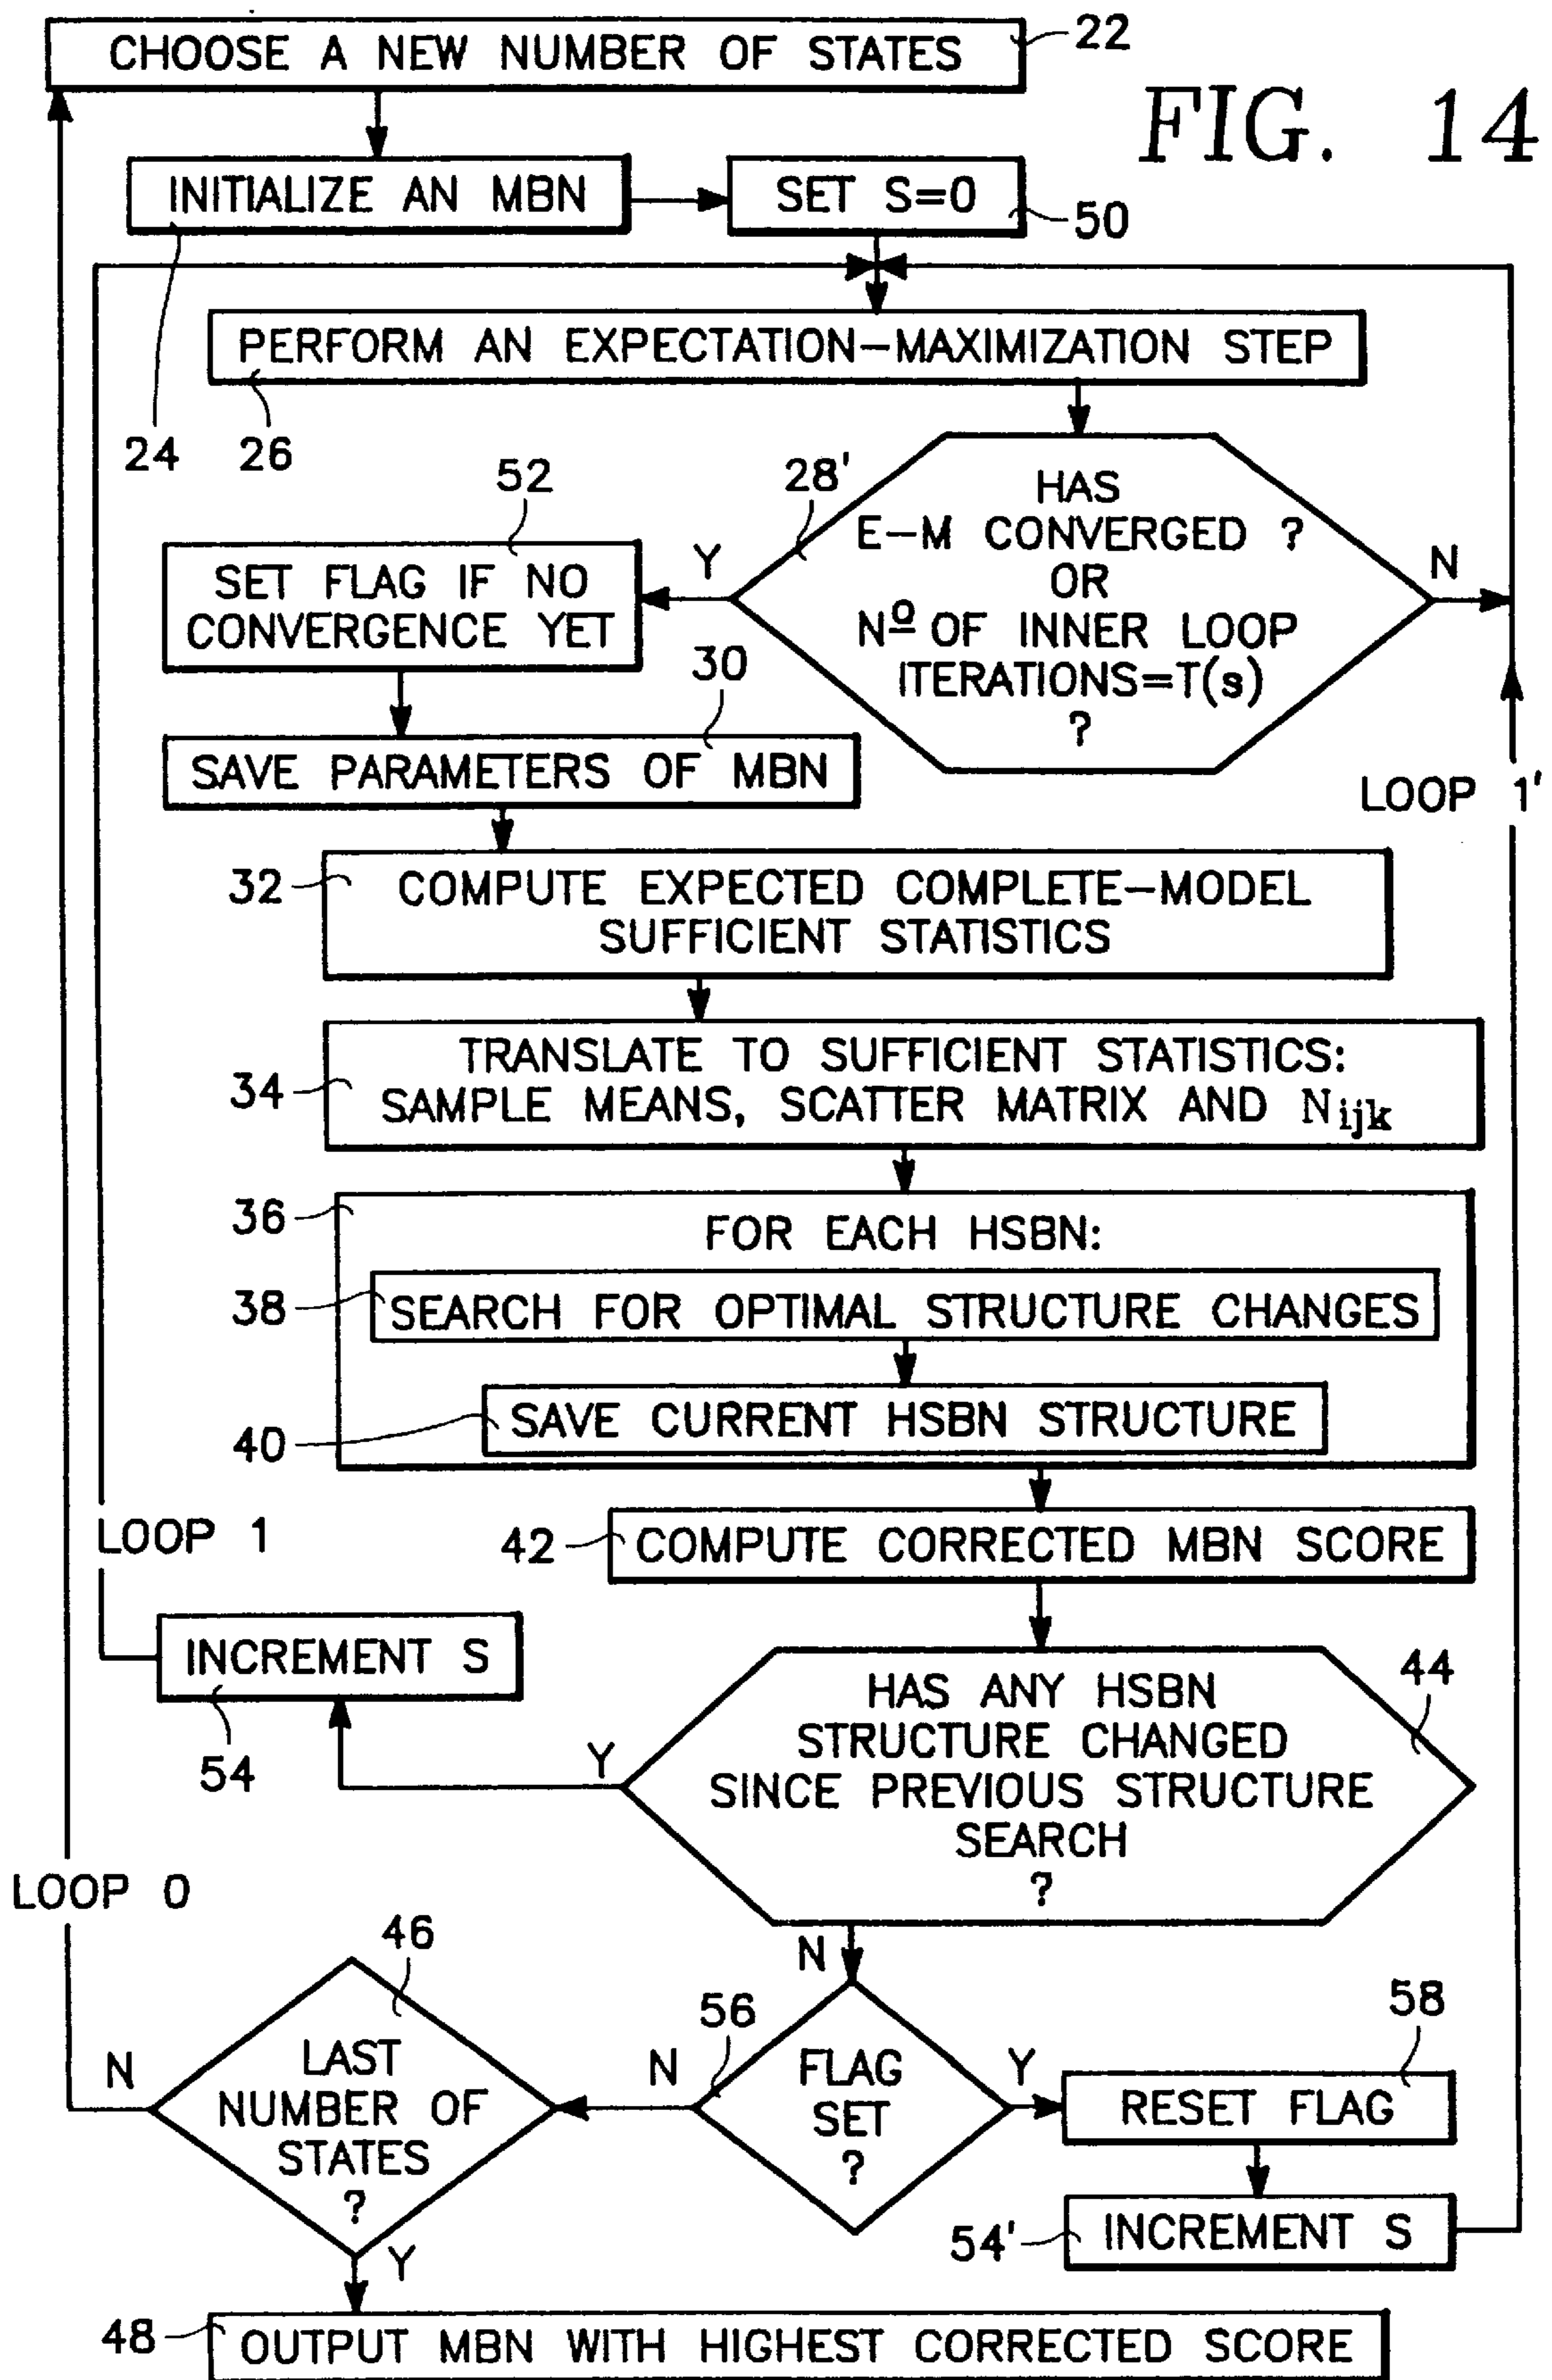 CHOOSE A NEW NUMBER OF STATES
22
FIG. 14
INITIALIZE AN MBN
SET S=0
50
PERFORM AN EXPECTATION-MAXIMIZATION STEP
24
26
52
28'
HAS
E-M CONVERGED ?
OR
Nº OF INNER LOOP
ITERATIONS=T(s)
?
Y
N
SET FLAG IF NO
CONVERGENCE YET
30
SAVE PARAMETERS OF MBN
LOOP 1'
32
COMPUTE EXPECTED COMPLETE-MODEL
SUFFICIENT STATISTICS
34
TRANSLATE TO SUFFICIENT STATISTICS:
SAMPLE MEANS, SCATTER MATRIX AND Nijk
36
FOR EACH HSBN:
38
SEARCH FOR OPTIMAL STRUCTURE CHANGES
40
SAVE CURRENT HSBN STRUCTURE
LOOP 1
42
COMPUTE CORRECTED MBN SCORE
INCREMENT S
54
44
HAS ANY HSBN
STRUCTURE CHANGED
SINCE PREVIOUS STRUCTURE
SEARCH
?
Y
LOOP 0
N
46
LAST
NUMBER OF
STATES
?
N
56
FLAG
SET
?
N
Y
58
RESET FLAG
54'
INCREMENT S
Y
48
OUTPUT MBN WITH HIGHEST CORRECTED SCORE